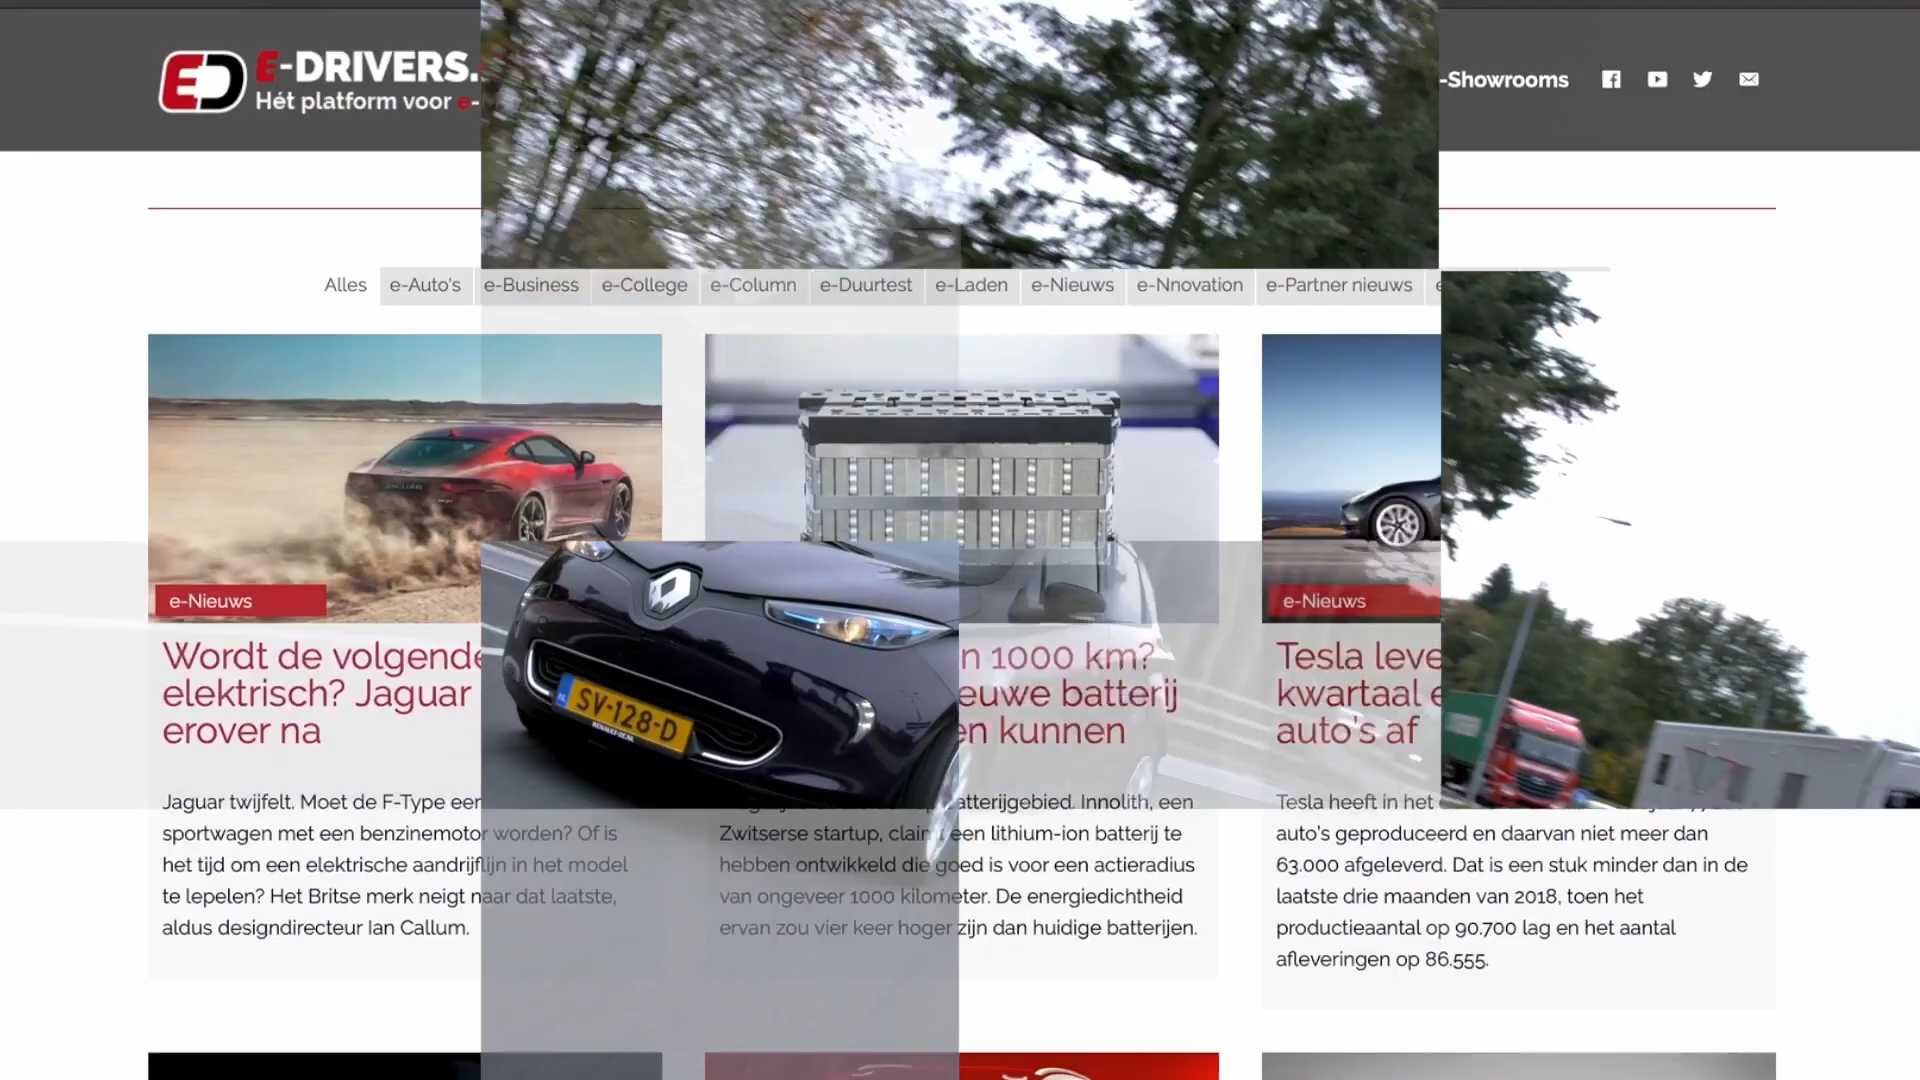 E-DRIVERS.
Hét platform voor e-
-Showrooms
Alles e-Auto's e-Business e-College e-Column e-Duurtest e-Laden e-Nieuws e-Nnovation e-Partner nieuws
e-Nieuws
Wordt de volgende
elektrisch? Jaguar
erover na
Jaguar twijfelt. Moet de F-Type een
sportwagen met een benzinemotor worden? Of is
het tijd om een elektrische aandrijflijn in het model
te lepelen? Het Britse merk neigt naar dat laatste,
aldus designdirecteur Ian Callum.
SV-128-D
n 1000 km?
euwe batterij
en kunnen
atterijgebied. Innolith, een
Zwitserse startup, claimt een lithium-ion batterij te
hebben ontwikkeld die goed is voor een actieradius
van ongeveer 1000 kilometer. De energiedichtheid
ervan zou vier keer hoger zijn dan huidige batterijen.
e-Nieuws
Tesla leve
kwartaal e
auto's af
Tesla heeft in het
auto's geproduceerd en daarvan niet meer dan
63.000 afgeleverd. Dat is een stuk minder dan in de
laatste drie maanden van 2018, toen het
productieaantal op 90.700 lag en het aantal
afleveringen op 86.555.